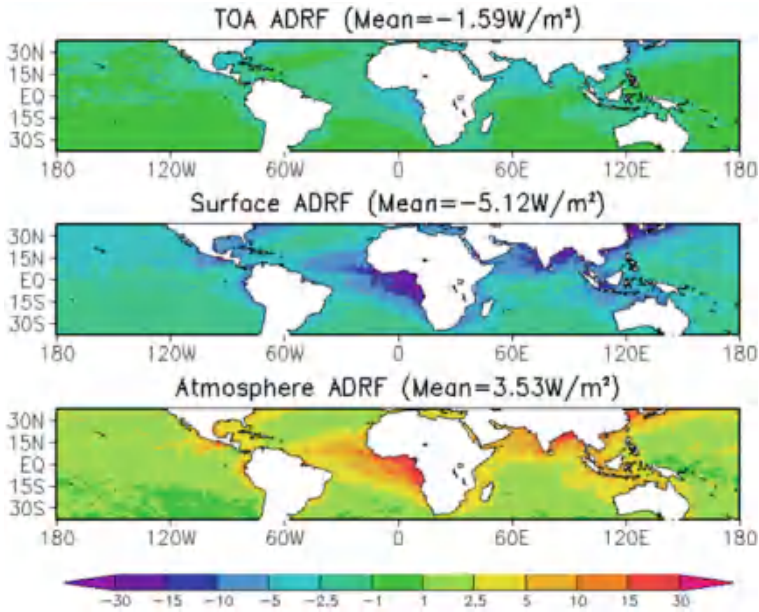 TOA ADRF (Mean=−1.59W/m²)
30N
15N
EQ
15S
30S
180 120W 60W 0 60E 120E 180
Surface ADRF (Mean=−5.12W/m²)
30N
15N
EQ
15S
30S
180 120W 60W 0 60E 120E 180
Atmosphere ADRF (Mean=3.53W/m²)
30N
15N
EQ
15S
30S
180 120W 60W 0 60E 120E 180
−30 −15 −10 −5 −2.5 −1 1 2.5 5 10 15 30